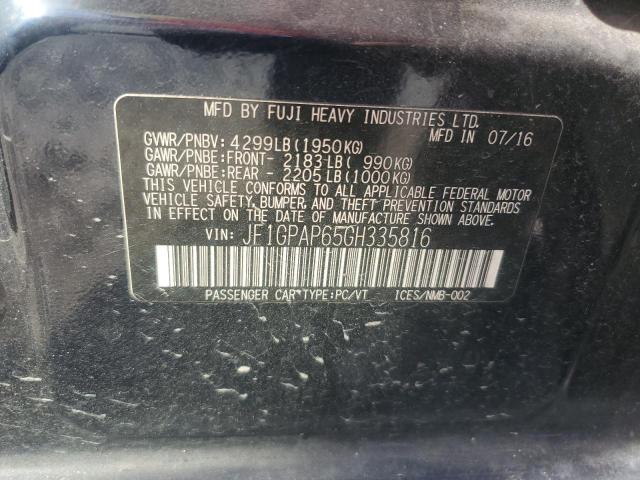 MFD BY FUJI HEAVY INDUSTRIES LTD.
MFD IN 07/16
GVWR/PNBV: 4299LB(1950KG)
GAWR/PNBE:FRONT- 2183LB( 990KG)
GAWR/PNBE:REAR - 2205LB(1000KG)
THIS VEHICLE CONFORMS TO ALL APPLICABLE FEDERAL MOTOR
VEHICLE SAFETY, BUMPER, AND THEFT PREVENTION STANDARDS
IN EFFECT ON THE DATE OF MANUFACTURE SHOWN ABOVE.
VIN: JF1GPAP65GH335816
PASSENGER CAR TYPE:PC/VT ICES/NMB-002